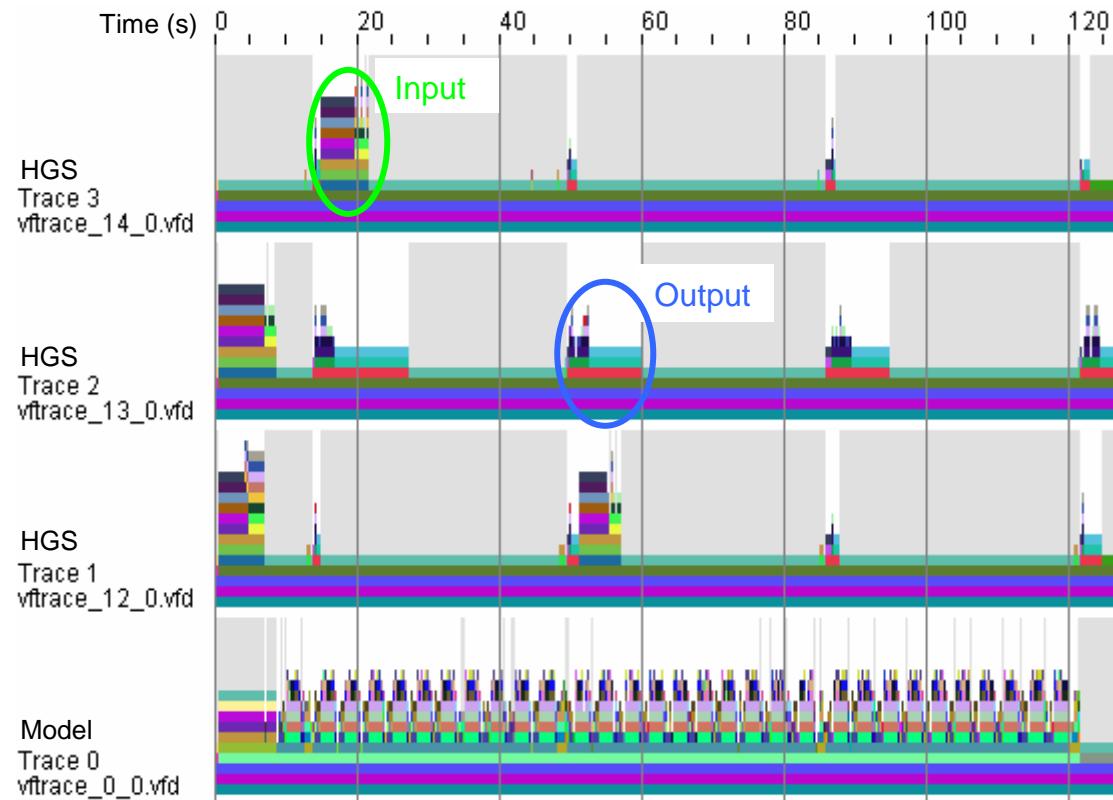 Time (s) 0 20 40 60 80 100 120
Input
HGS
Trace 3
vftrace_14_0.vfd
Output
HGS
Trace 2
vftrace_13_0.vfd
HGS
Trace 1
vftrace_12_0.vfd
Model
Trace 0
vftrace_0_0.vfd